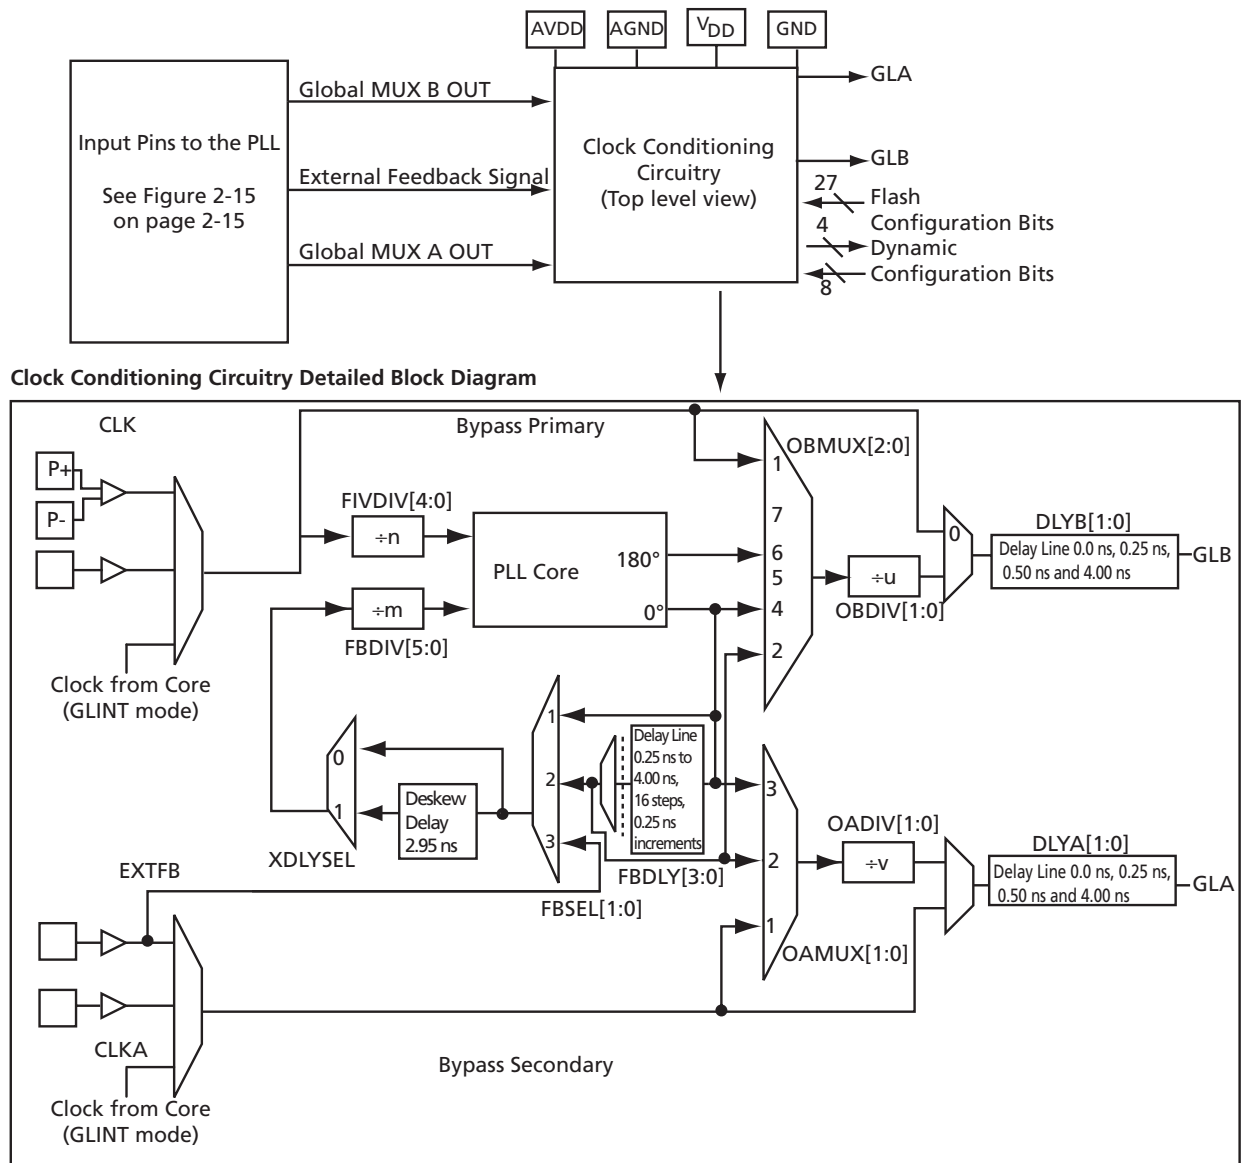 AVDD
AGND
VDD
GND
Input Pins to the PLL
See Figure 2-15
on page 2-15
Global MUX B OUT
External Feedback Signal
Global MUX A OUT
Clock Conditioning
Circuitry
(Top level view)
GLA
GLB
27
Flash
Configuration Bits
4
Dynamic
Configuration Bits
8
Clock Conditioning Circuitry Detailed Block Diagram
CLK
P+
P-
Clock from Core
(GLINT mode)
Bypass Primary
FIVDIV[4:0]
÷n
÷m
FBDIV[5:0]
PLL Core
180°
0°
OBMUX[2:0]
1
7
6
5
4
2
÷u
OBDIV[1:0]
0
DLYB[1:0]
Delay Line 0.0 ns, 0.25 ns,
0.50 ns and 4.00 ns
GLB
0
1
XDLYSEL
Deskew
Delay
2.95 ns
1
2
3
FBSEL[1:0]
Delay Line
0.25 ns to
4.00 ns,
16 steps,
0.25 ns
increments
FBDLY[3:0]
3
2
1
OAMUX[1:0]
OADIV[1:0]
÷v
DLYA[1:0]
Delay Line 0.0 ns, 0.25 ns,
0.50 ns and 4.00 ns
GLA
EXTFB
CLKA
Clock from Core
(GLINT mode)
Bypass Secondary